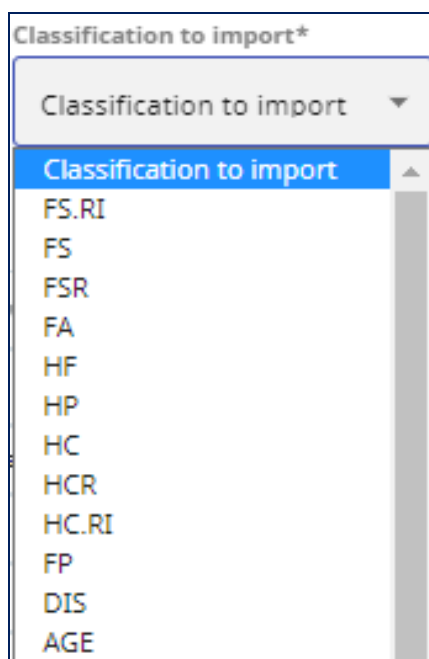 Classification to import*
Classification to import
Classification to import
FS.RI
FS
FSR
FA
HF
HP
HC
HCR
HC.RI
FP
DIS
AGE